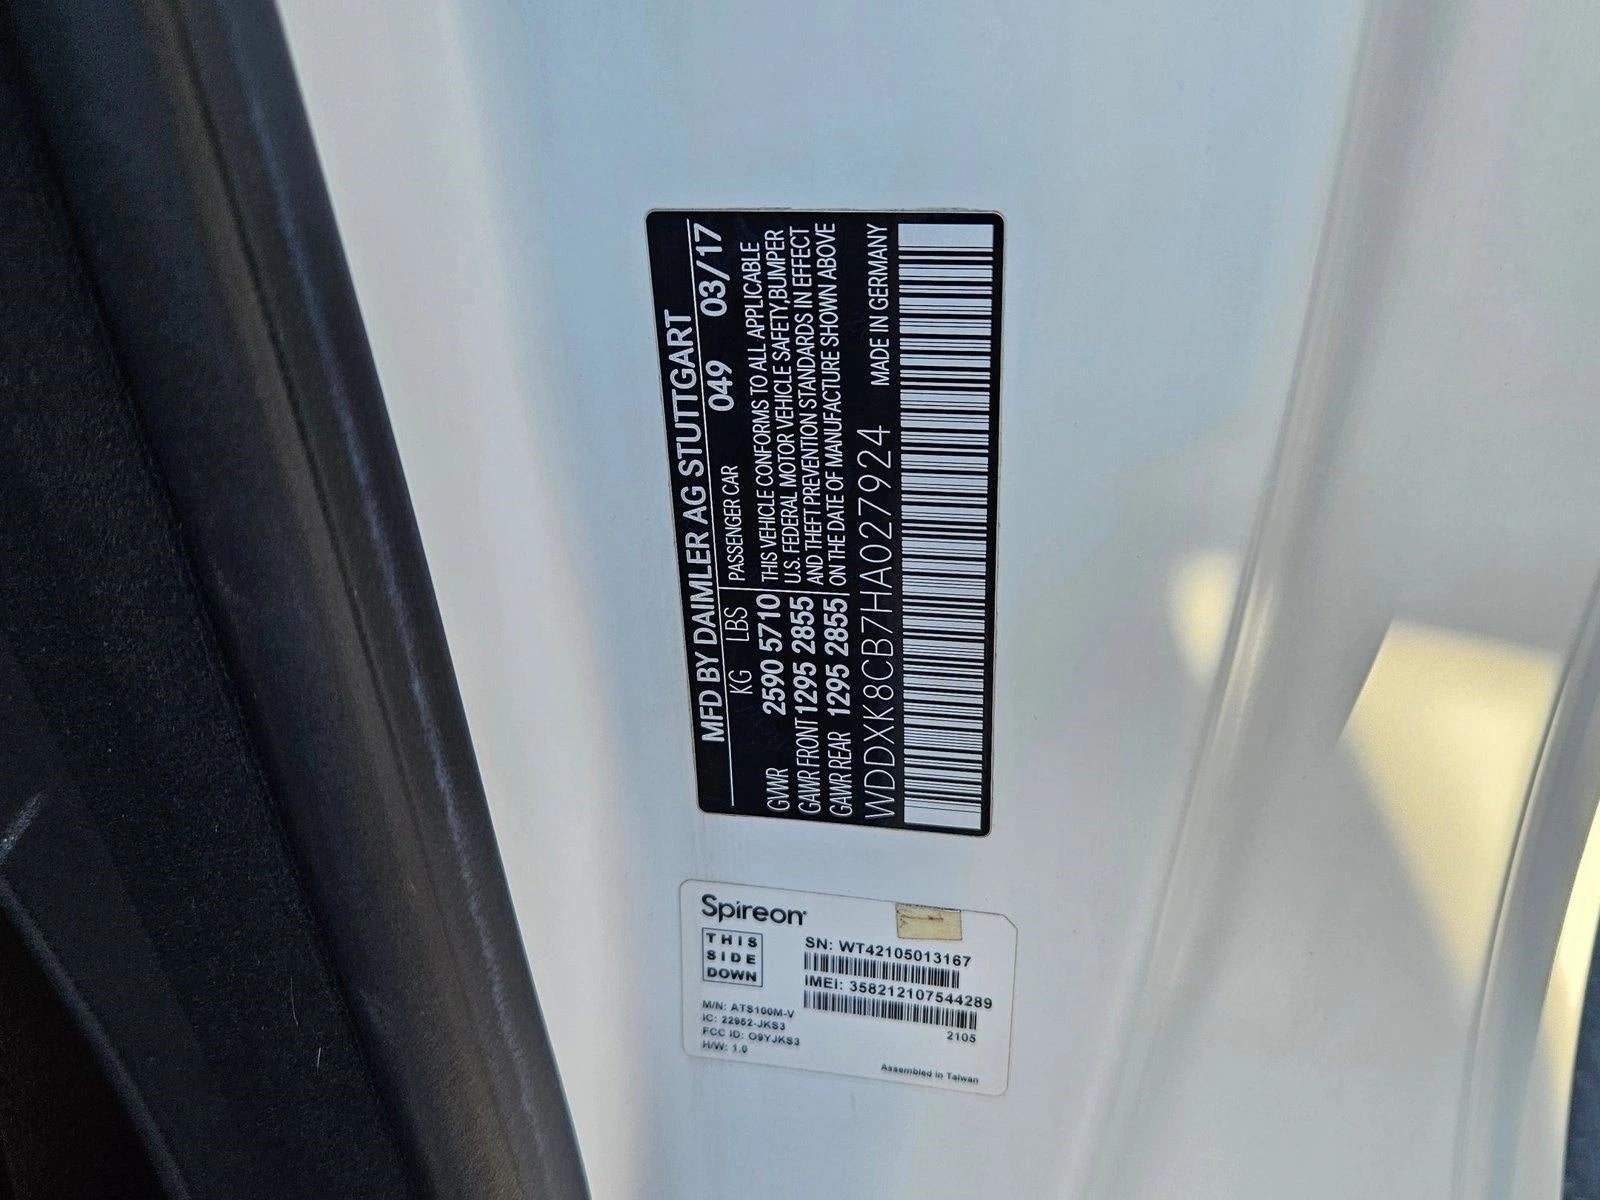 MFD BY DAIMLER AG STUTTGART
KG LBS PASSENGER CAR 049 03/17
GVWR 2590 5710 THIS VEHICLE CONFORMS TO ALL APPLICABLE
U.S. FEDERAL MOTOR VEHICLE SAFETY,BUMPER
GAWR FRONT 1295 2855 AND THEFT PREVENTION STANDARDS IN EFFECT
GAWR REAR 1295 2855 ON THE DATE OF MANUFACTURE SHOWN ABOVE
WDDXK8CB7HA027924 MADE IN GERMANY
Spireon
THIS
SIDE
DOWN
SN: WT42105013167
IMEI: 358212107544289
2105
M/N: ATS100M-V
IC: 22952-JKS3
FCC ID: O9YJKS3
H/W: 1.0
Assembled in Taiwan